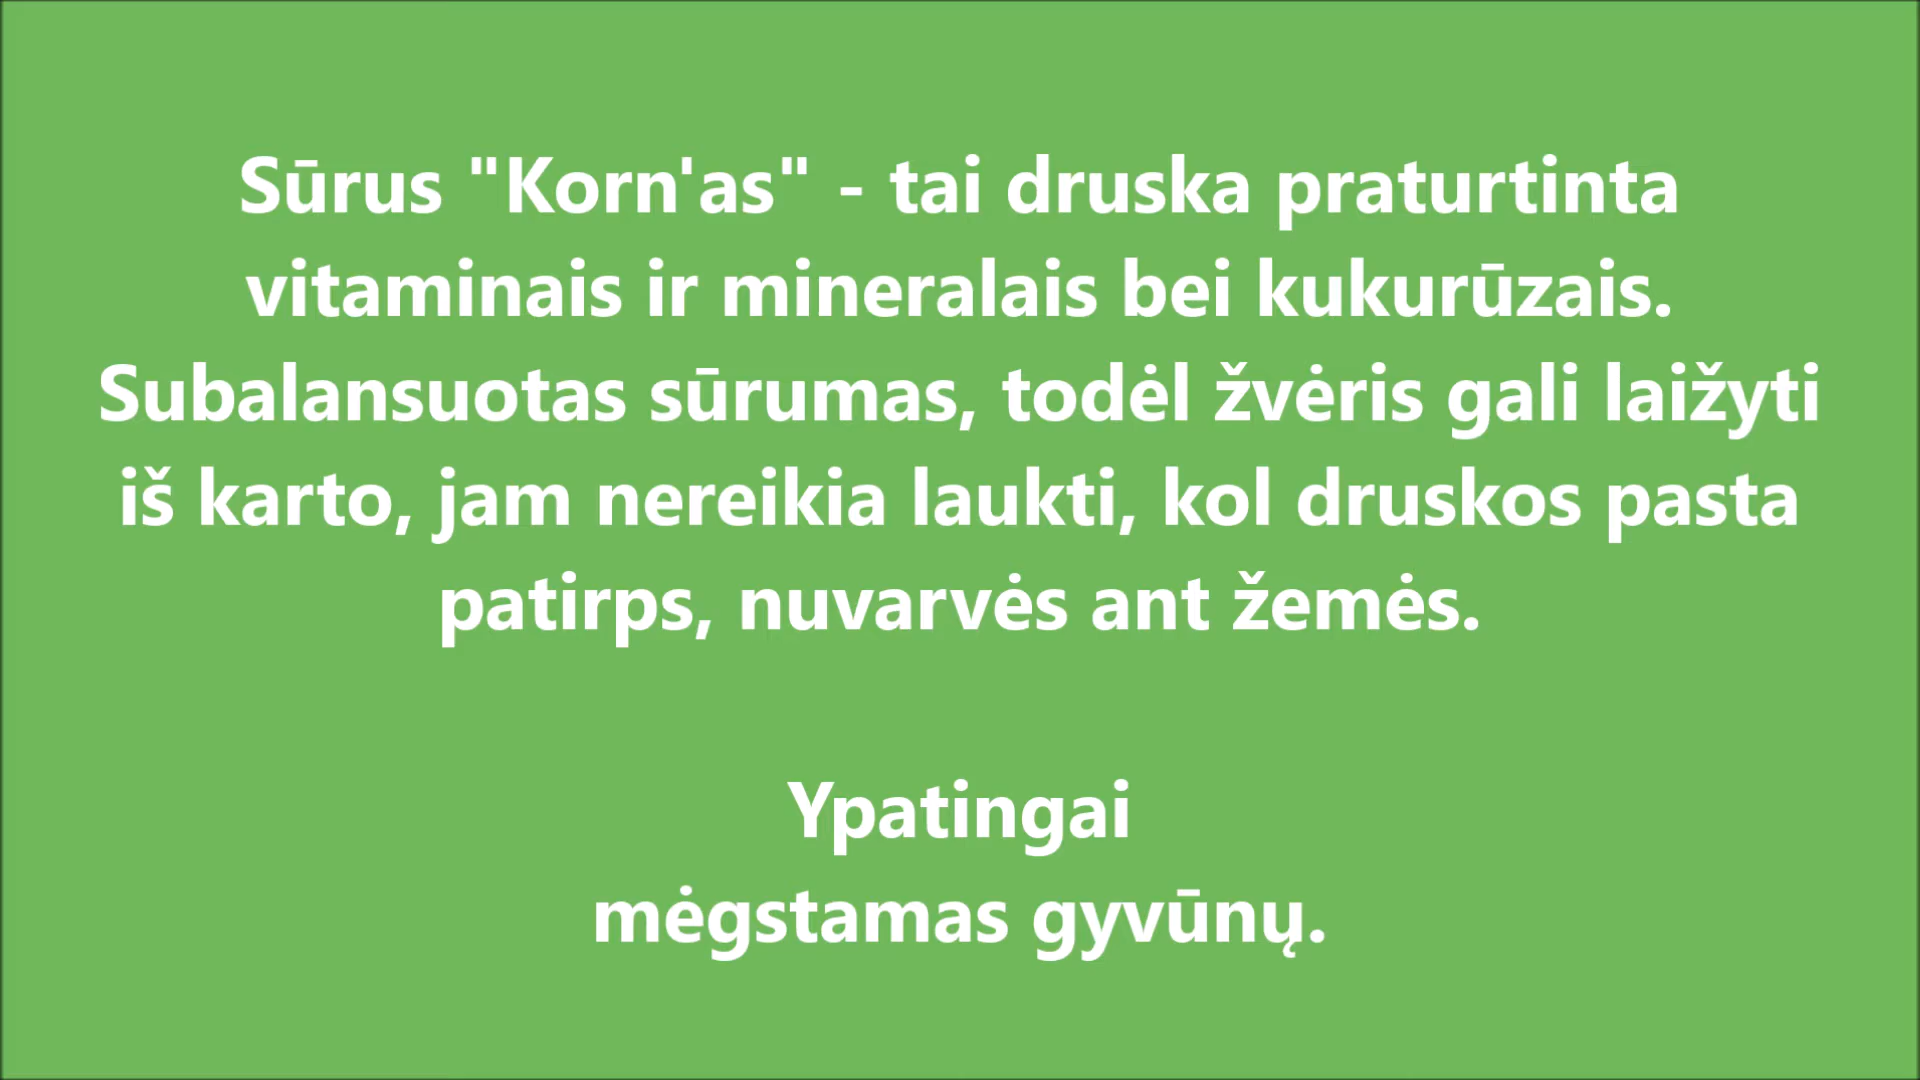 Sūrus "Korn'as" - tai druska praturtinta
vitaminais ir mineralais bei kukurūzais.
Subalansuotas sūrumas, todėl žvėris gali laižyti
iš karto, jam nereikia laukti, kol druskos pasta
patirps, nuvarvės ant žemės.
Ypatingai
mėgstamas gyvūnų.